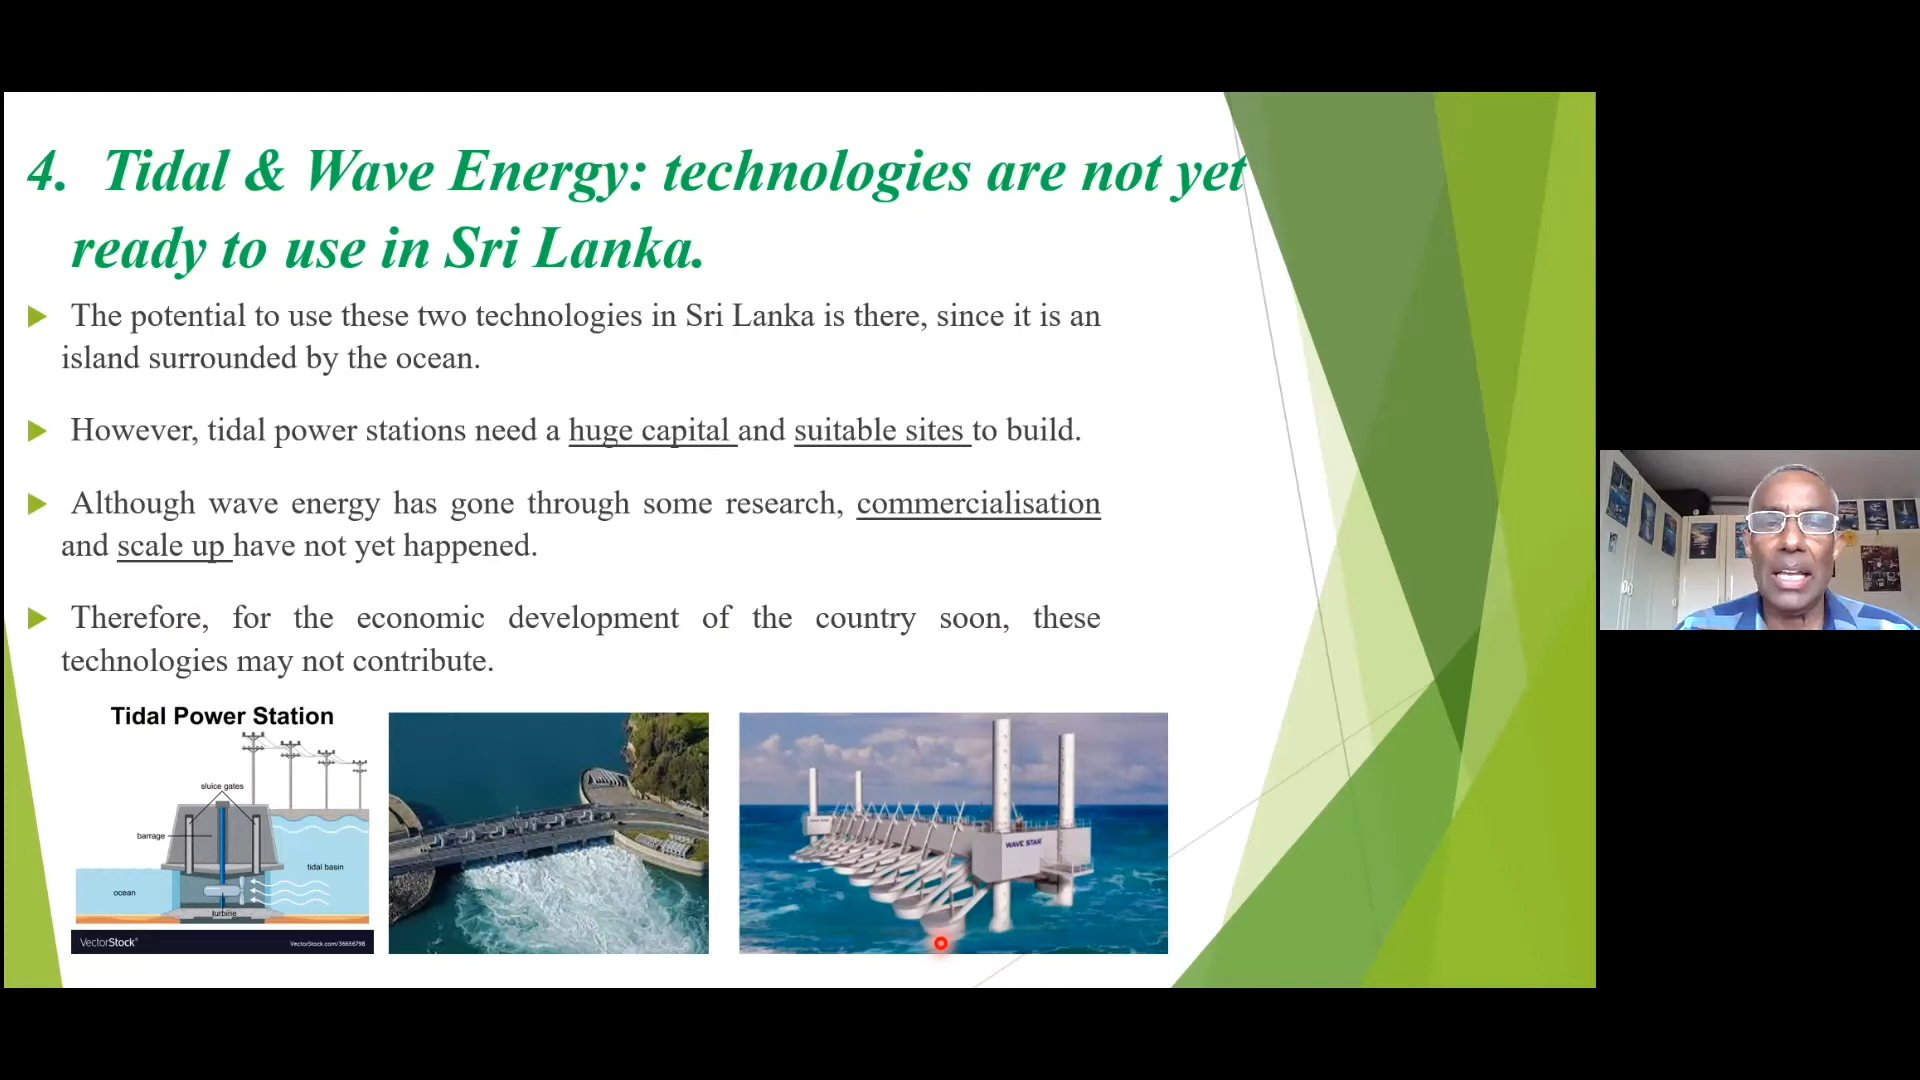 4. Tidal & Wave Energy: technologies are not yet
ready to use in Sri Lanka.
The potential to use these two technologies in Sri Lanka is there, since it is an
island surrounded by the ocean.
However, tidal power stations need a huge capital and suitable sites to build.
Although wave energy has gone through some research, commercialisation
and scale up have not yet happened.
Therefore, for the economic development of the country soon, these
technologies may not contribute.
Tidal Power Station
sluice gates
barrage
tidal basin
ocean
turbine
VectorStock®
VectorStock.com/36656798
WAVE STAR